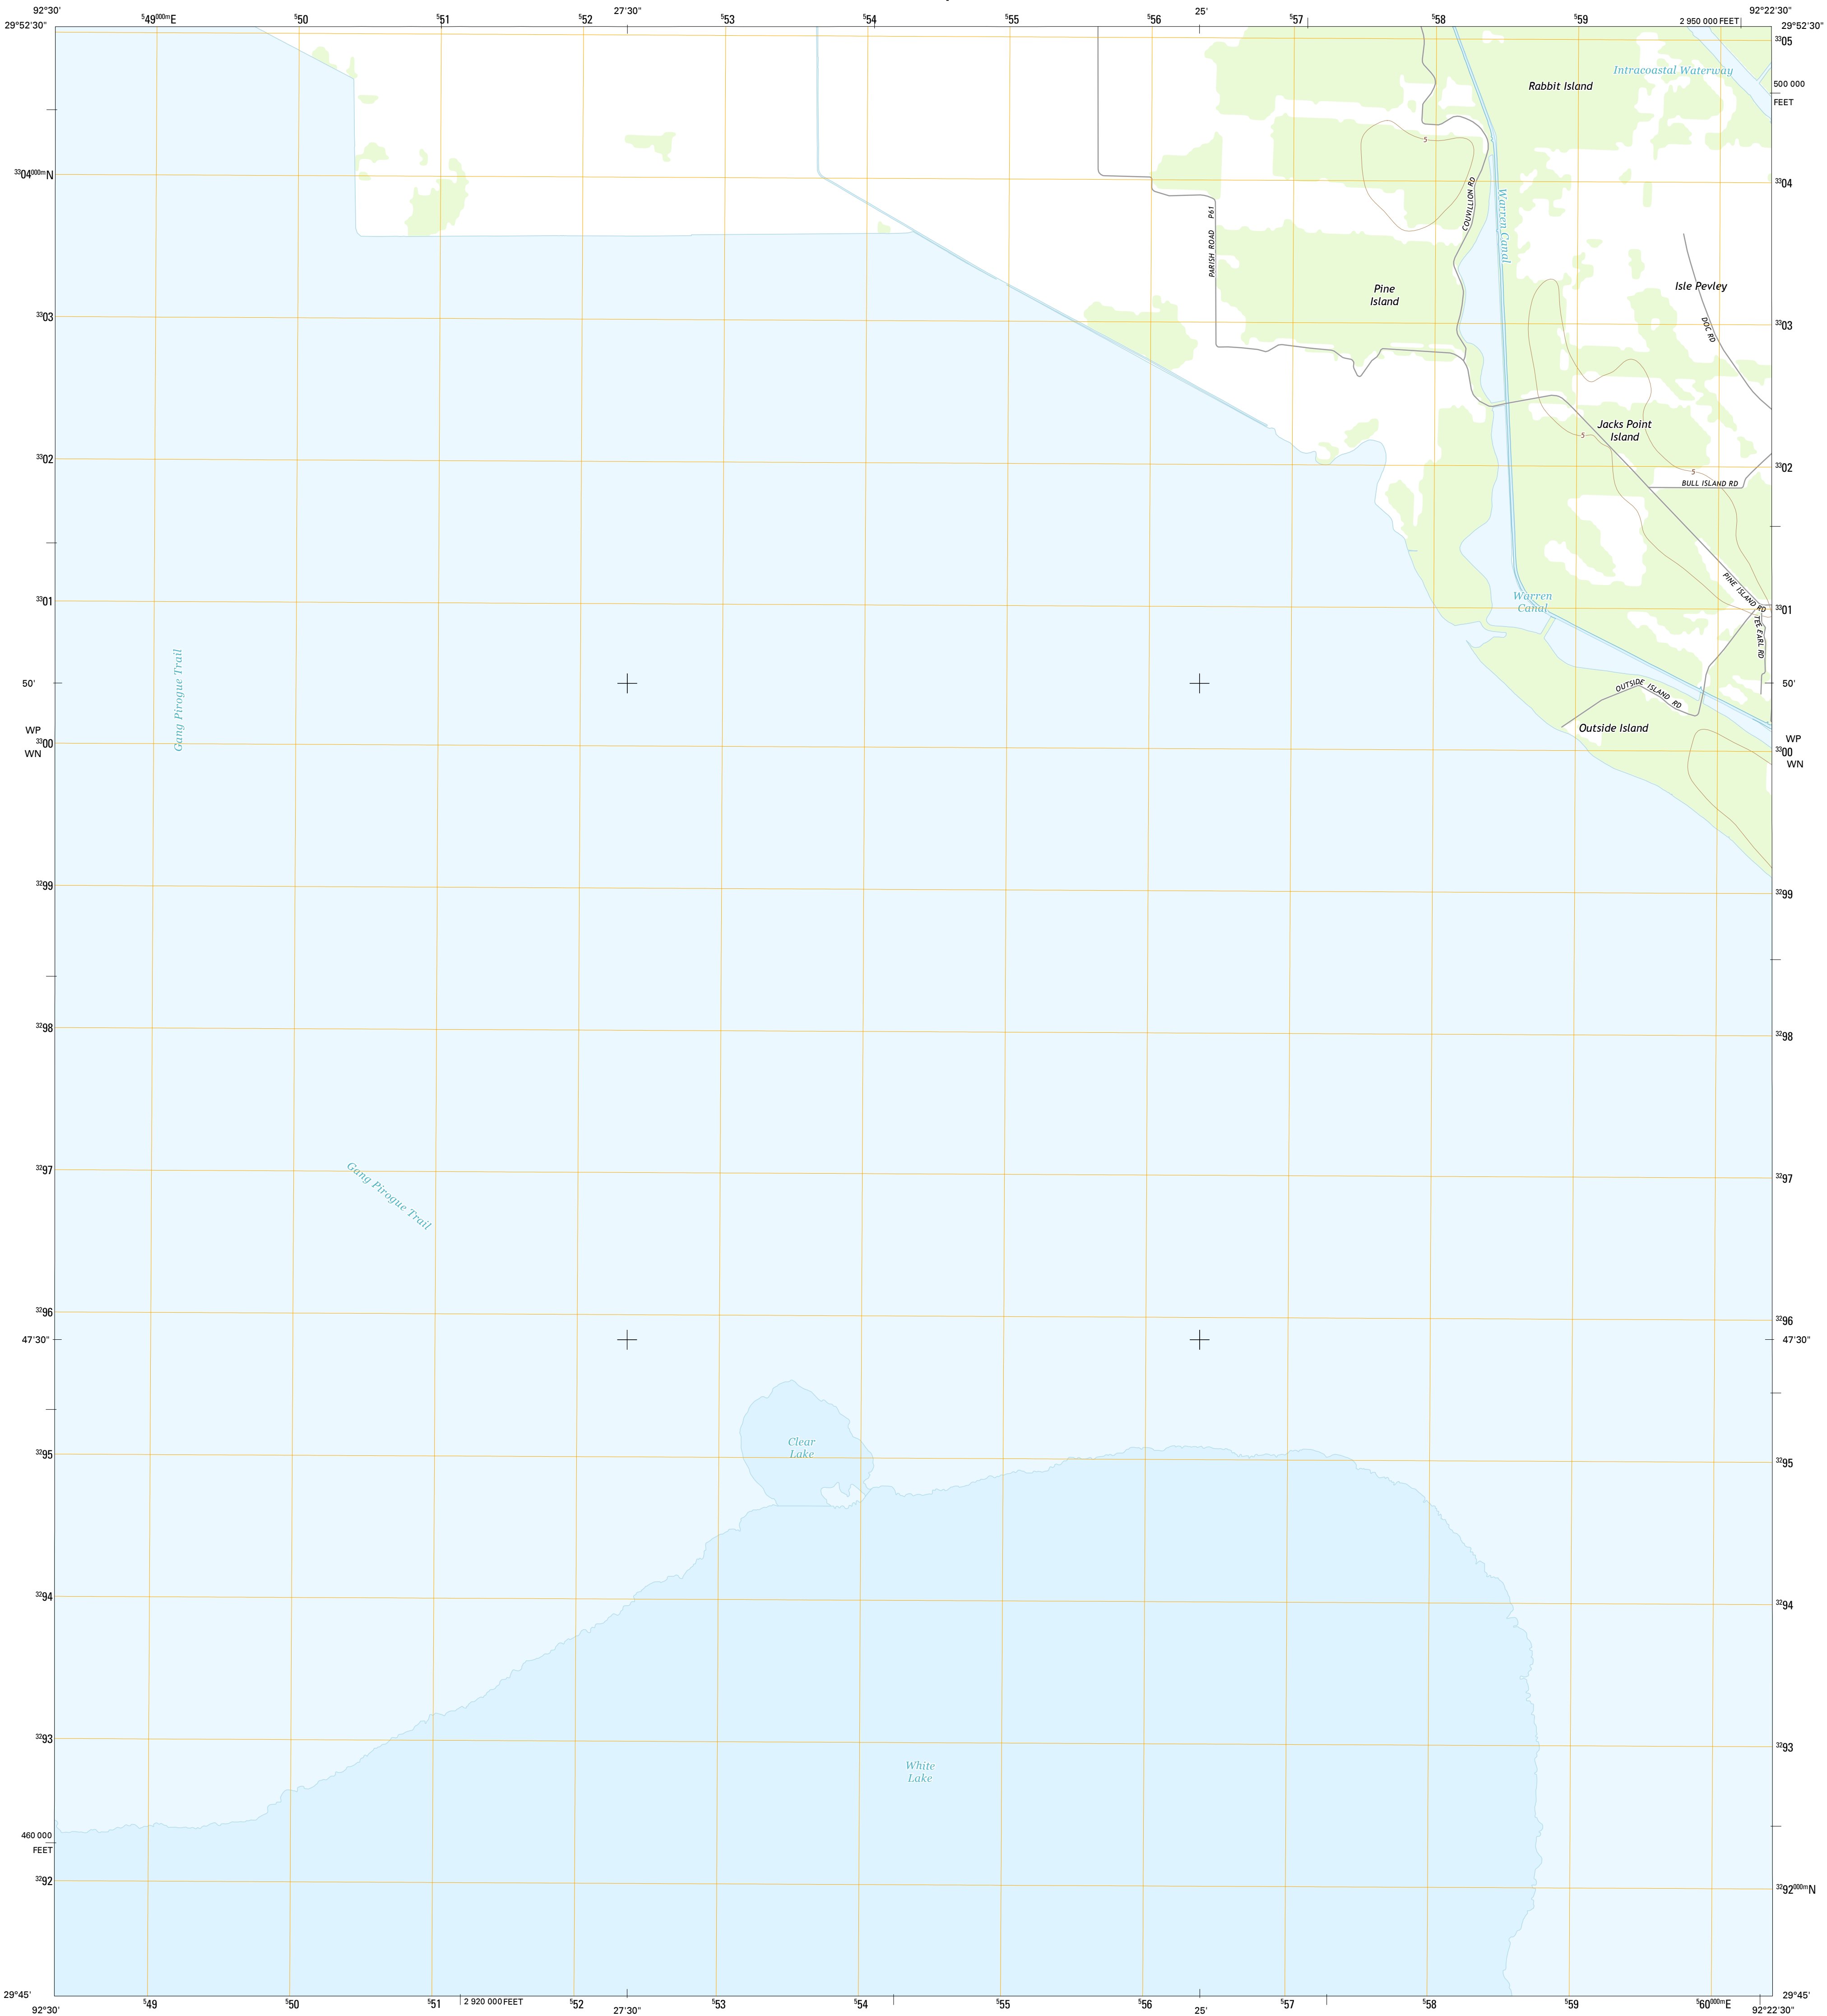 92°30' ⁵49⁰⁰⁰ᵐE ⁵50 ⁵51 27'30" ⁵52 ⁵53 ⁵54 ⁵55 ⁵56 25' ⁵57 ⁵58 ⁵59 2 950 000 FEET 92°22'30"
29°52'30" 29°52'30"
³³05
Intracoastal Waterway
Rabbit Island
500 000
FEET
5
³³04⁰⁰⁰ᵐN
³³04
COUVILLION RD
Warren Canal
PARISH ROAD P61
Pine
Island
Isle Pevley
³³03
³³03
DOC RD
Jacks Point
Island
5
³³02
³³02
5
BULL ISLAND RD
PINE ISLAND RD
Warren
Canal
³³01
³³01
TEE EARL RD
Gang Pirogue Trail
50'
50'
OUTSIDE ISLAND RD
Outside Island
WP
³³00
WN
WP
³³00
WN
³²99
³²99
³²98
³²98
³²97
³²97
Gang Pirogue Trail
³²96
³²96
47'30"
47'30"
Clear
Lake
³²95
³²95
³²94
³²94
³²93
³²93
White
Lake
460 000
FEET
³²92
³²92⁰⁰⁰ᵐN
29°45' 29°45'
92°30' ⁵49 ⁵50 ⁵51 2 920 000 FEET ⁵52 27'30" ⁵53 ⁵54 ⁵55 ⁵56 25' ⁵57 ⁵58 ⁵59 ⁵60⁰⁰⁰ᵐE 92°22'30"